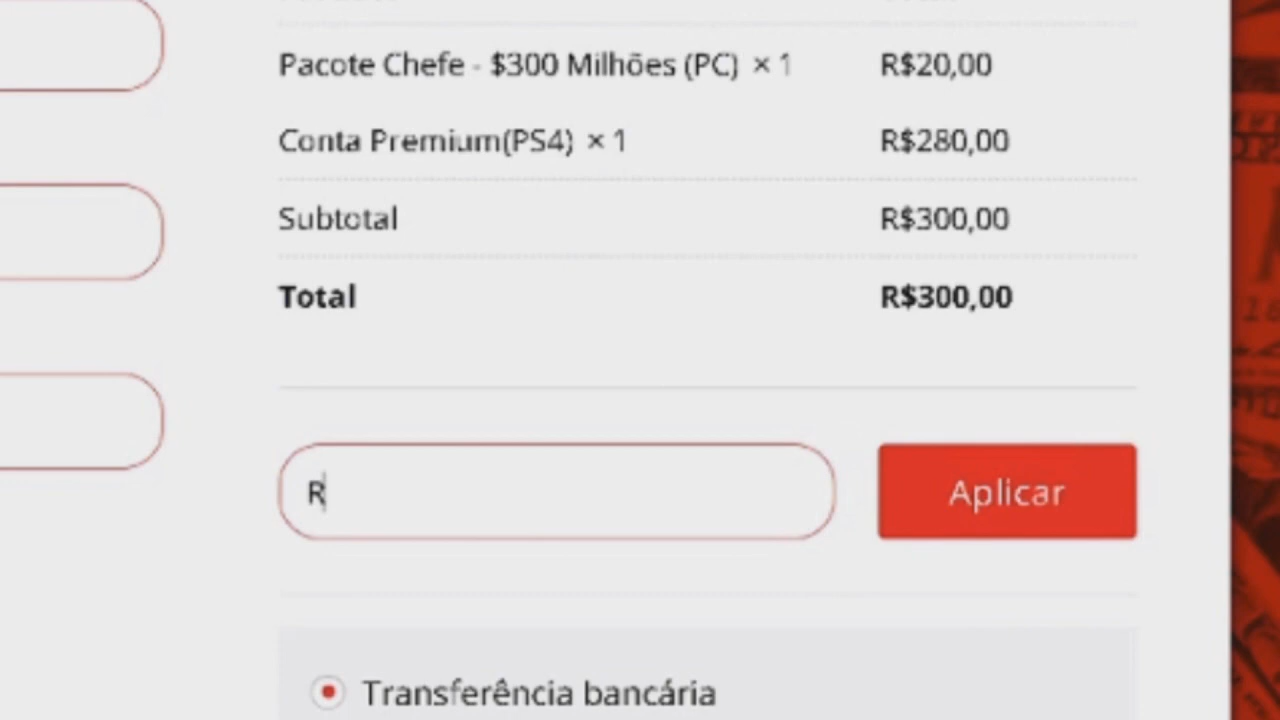 Pacote Chefe - $300 Milhões (PC) × 1 R$20,00
Conta Premium(PS4) × 1 R$280,00
Subtotal R$300,00
Total R$300,00
R Aplicar
Transferência bancária